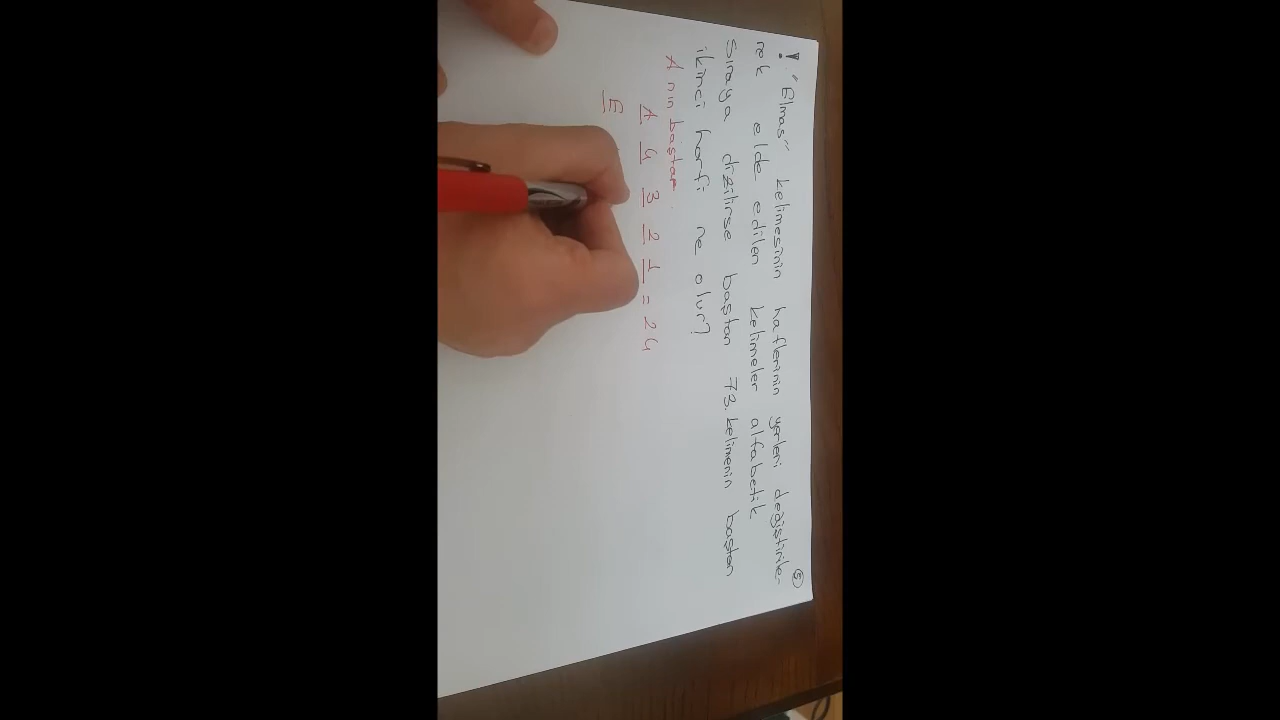 ⑤
! "Elmas" kelimesinin haflerinin yerleri değiştirile-
rek elde edilen kelimeler alfabetik
sıraya dizilirse baştan 73. kelimenin baştan
ikinci harfi ne olur?
A nın baştan:
A 4 3 2 1 = 24
E